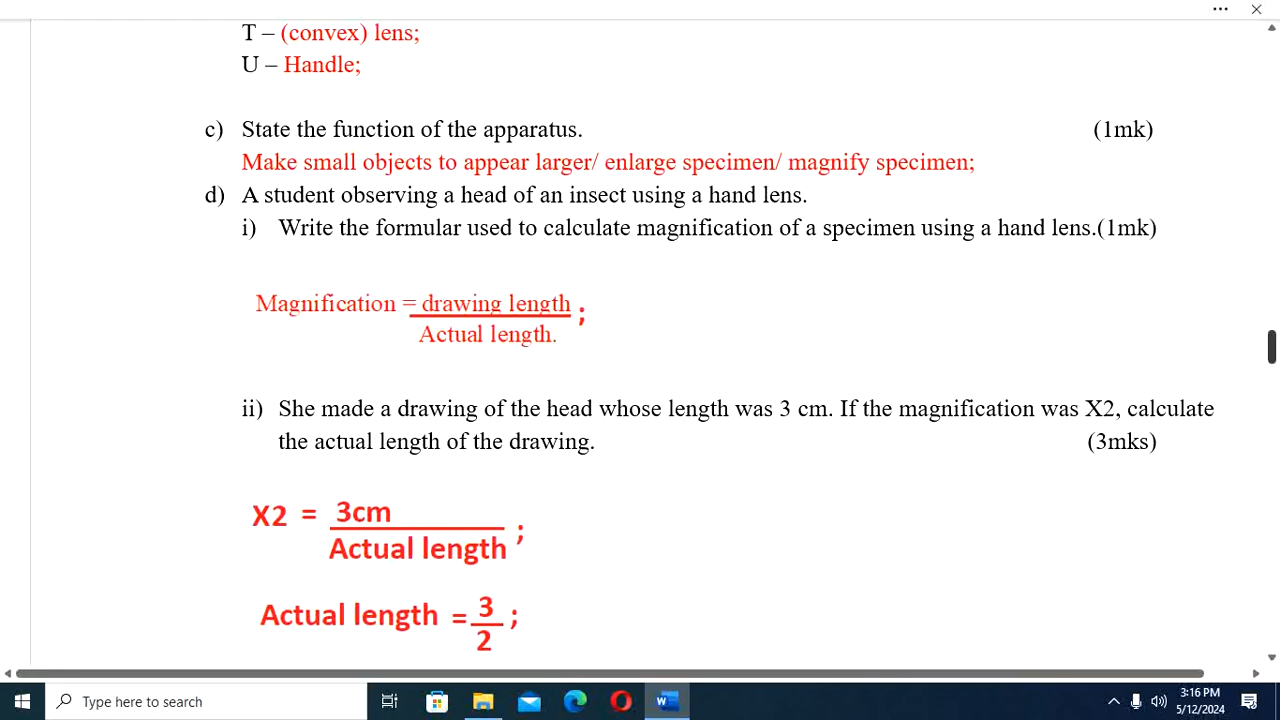 T – (convex) lens;
U – Handle;
c) State the function of the apparatus. (1mk)
Make small objects to appear larger/ enlarge specimen/ magnify specimen;
d) A student observing a head of an insect using a hand lens.
i) Write the formular used to calculate magnification of a specimen using a hand lens.(1mk)
Magnification = drawing length ;
Actual length.
ii) She made a drawing of the head whose length was 3 cm. If the magnification was X2, calculate
the actual length of the drawing. (3mks)
X2 = 3cm ;
Actual length
Actual length = 3 ;
2
Type here to search
W
3:16 PM
5/12/2024